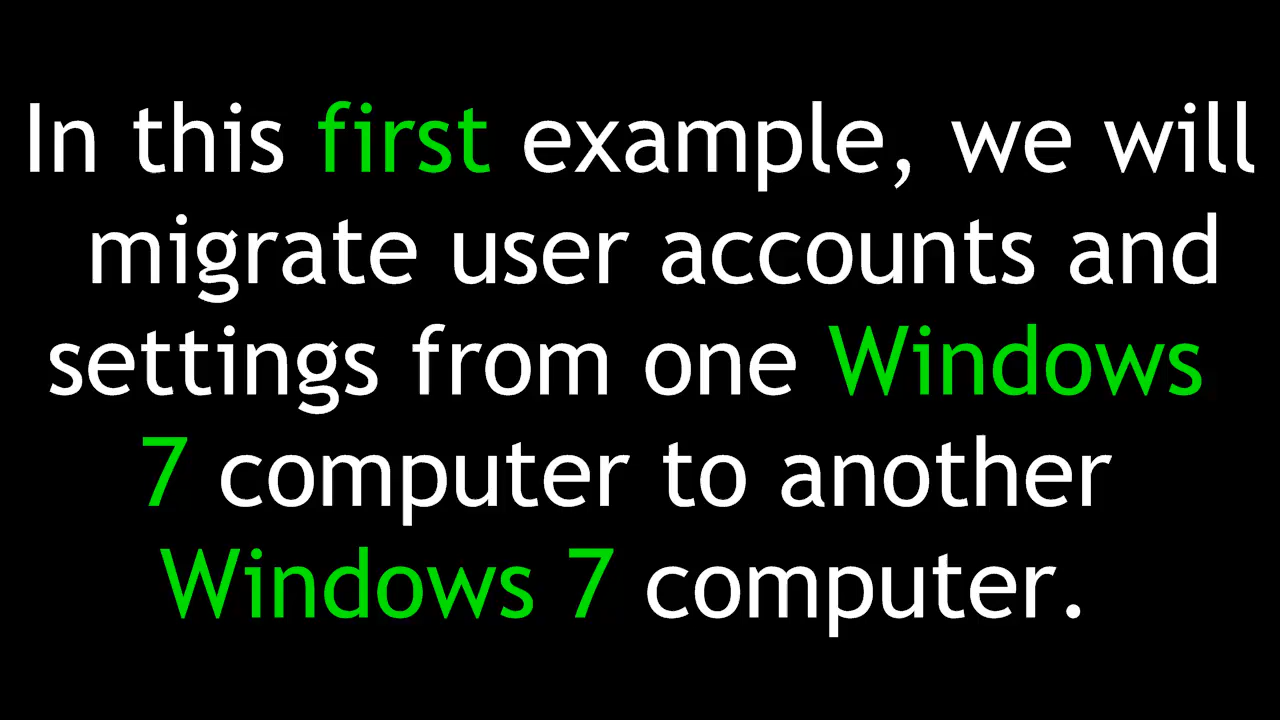 In this first example, we will
migrate user accounts and
settings from one Windows
7 computer to another
Windows 7 computer.